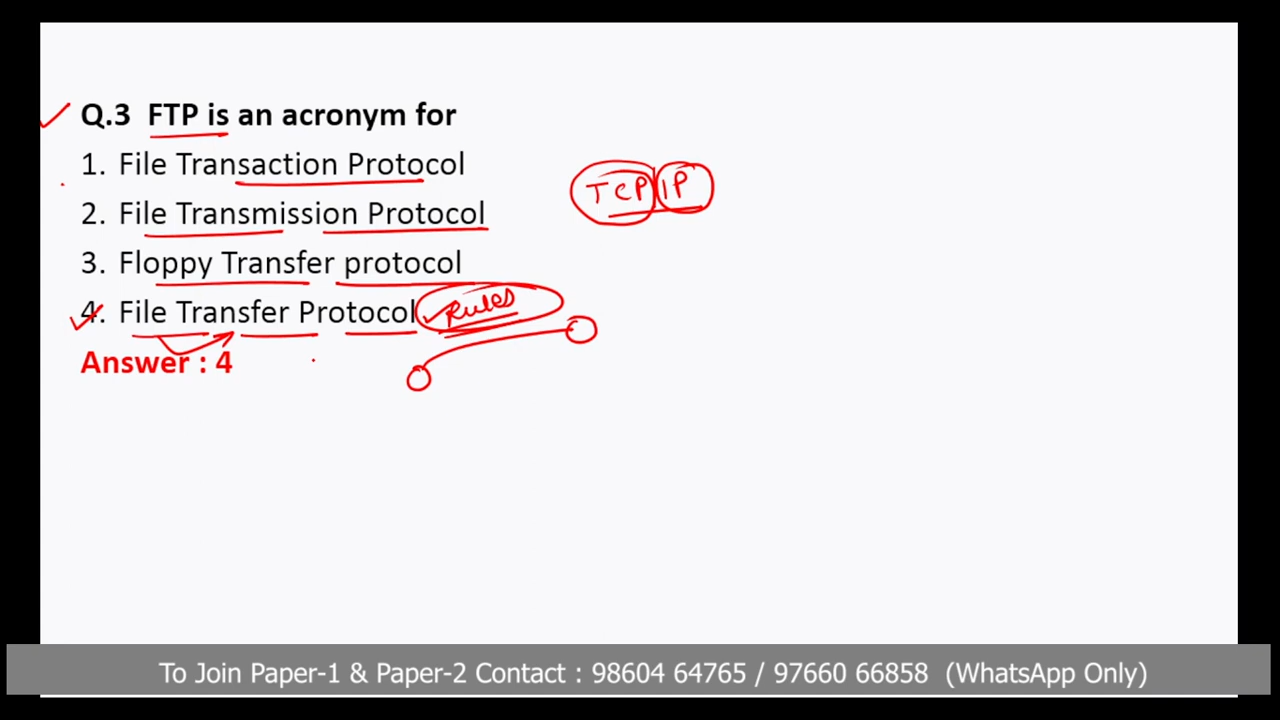 Q.3 FTP is an acronym for
1. File Transaction Protocol
TCP/IP
2. File Transmission Protocol
3. Floppy Transfer protocol
4. File Transfer Protocol Rules
Answer : 4
To Join Paper-1 & Paper-2 Contact : 98604 64765 / 97660 66858 (WhatsApp Only)